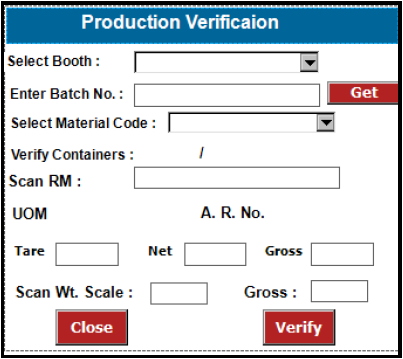 Production Verificaion
Select Booth :
Enter Batch No. : Get
Select Material Code :
Verify Containers : /
Scan RM :
UOM A. R. No.
Tare Net Gross
Scan Wt. Scale : Gross :
Close Verify